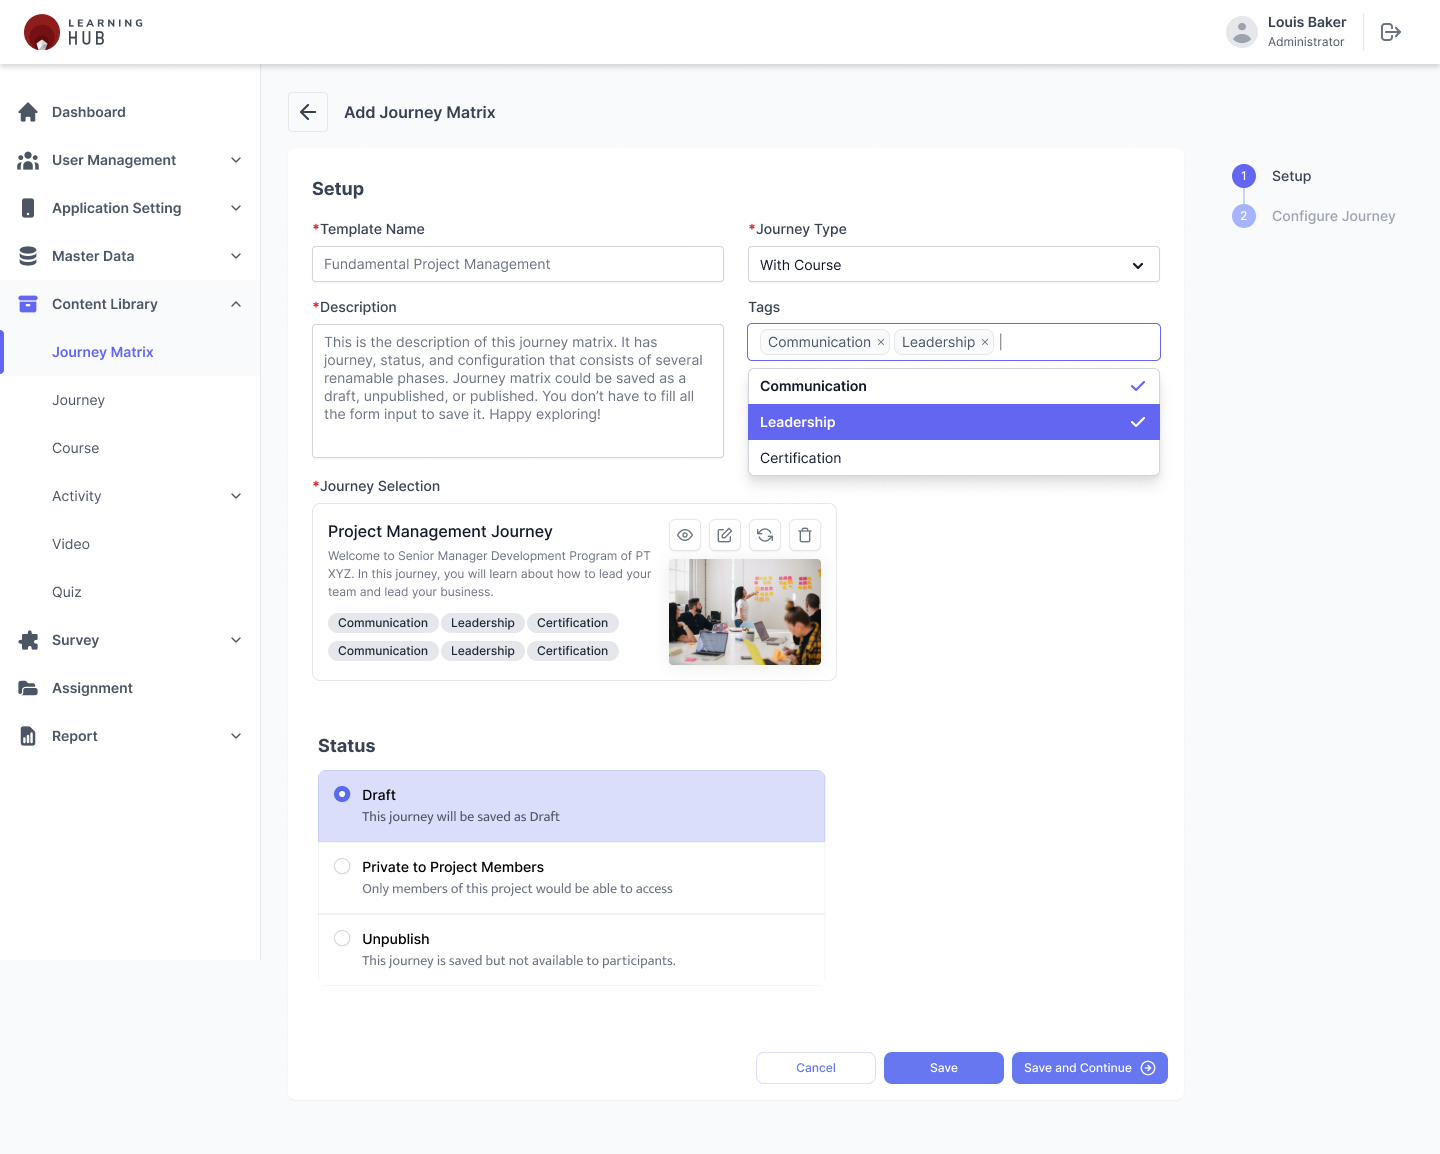 LEARNING
HUB
Louis Baker
Administrator
Dashboard
User Management
Application Setting
Master Data
Content Library
Journey Matrix
Journey
Course
Activity
Video
Quiz
Survey
Assignment
Report
Add Journey Matrix
Setup
*Template Name
Fundamental Project Management
*Journey Type
With Course
*Description
This is the description of this journey matrix. It has
journey, status, and configuration that consists of several
renamable phases. Journey matrix could be saved as a
draft, unpublished, or published. You don’t have to fill all
the form input to save it. Happy exploring!
Tags
Communication × Leadership ×
Communication
Leadership
Certification
*Journey Selection
Project Management Journey
Welcome to Senior Manager Development Program of PT
XYZ. In this journey, you will learn about how to lead your
team and lead your business.
Communication Leadership Certification
Communication Leadership Certification
Status
Draft
This journey will be saved as Draft
Private to Project Members
Only members of this project would be able to access
Unpublish
This journey is saved but not available to participants.
Cancel
Save
Save and Continue
1 Setup
2 Configure Journey